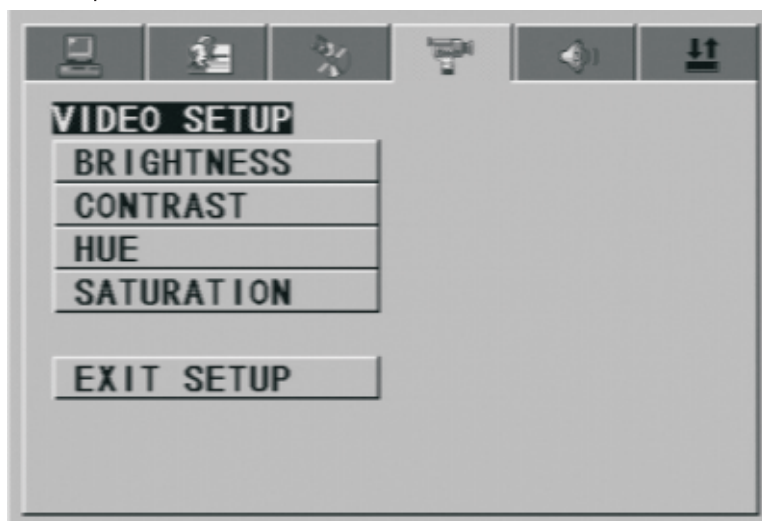 VIDEO SETUP
BRIGHTNESS
CONTRAST
HUE
SATURATION
EXIT SETUP